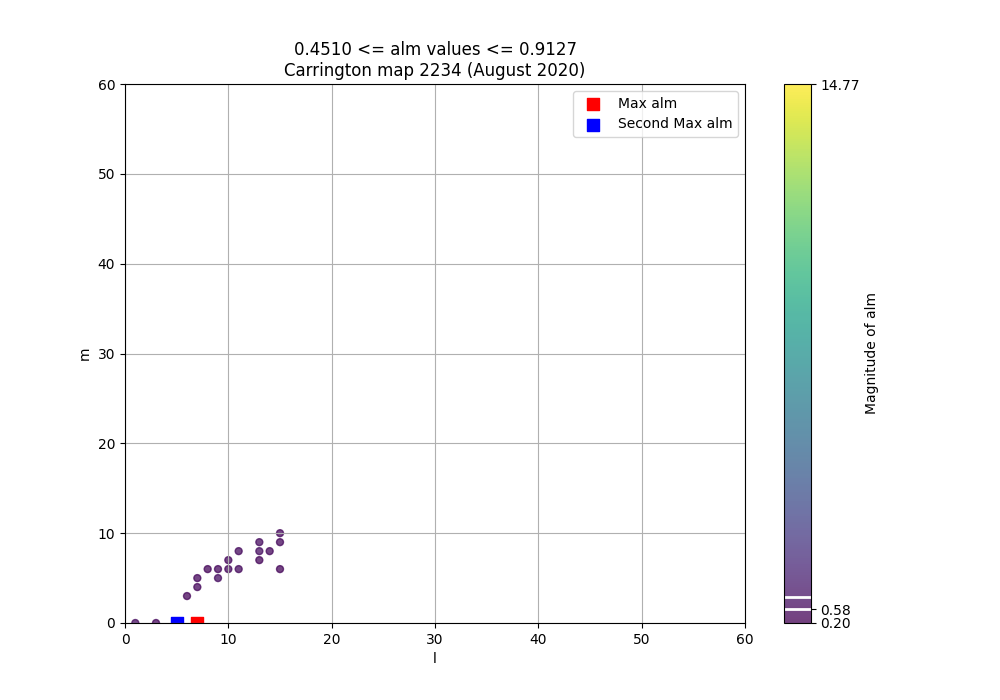 0.4510 <= alm values <= 0.9127
Carrington map 2234 (August 2020)
Max alm
Second Max alm
60
50
40
30
20
10
0
m
0 10 20 30 40 50 60
l
14.77
0.58
0.20
Magnitude of alm